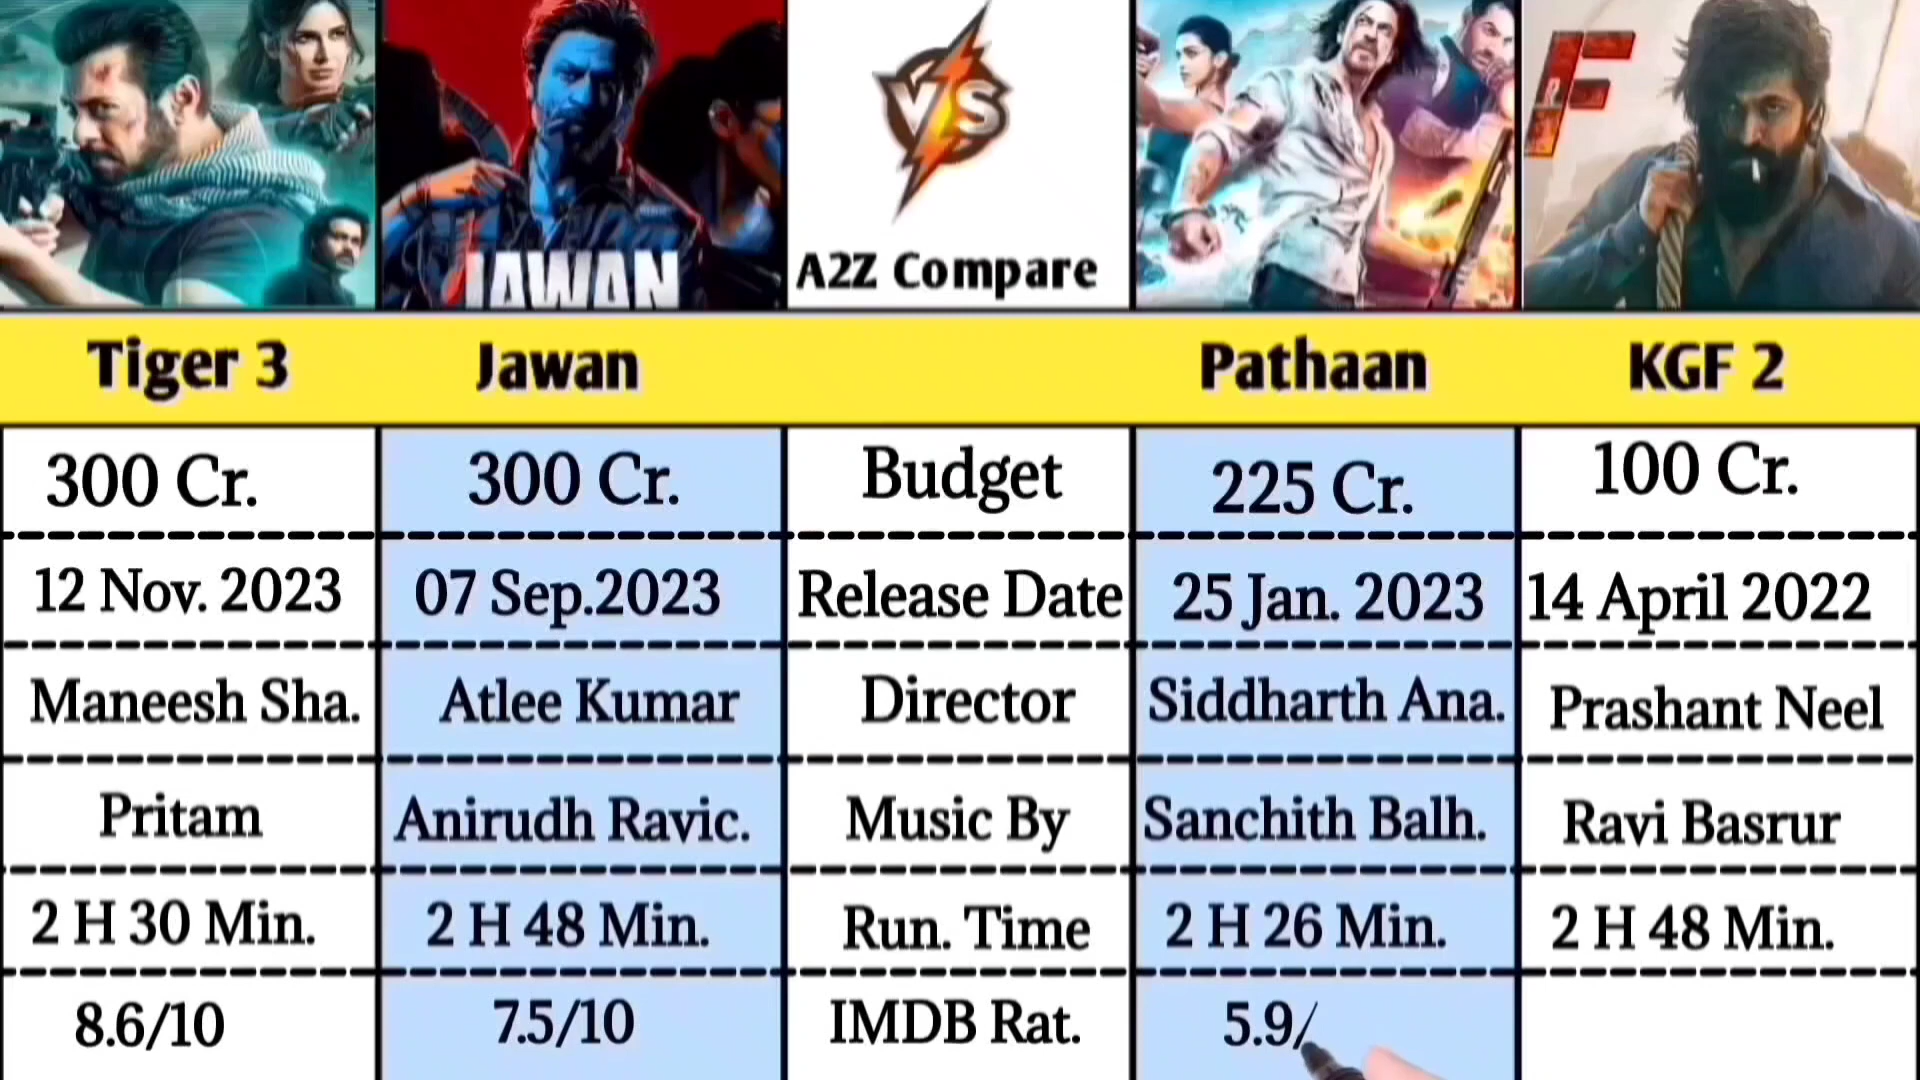 JAWAN
VS
F
A2Z Compare
Tiger 3 Jawan Pathaan KGF 2
300 Cr. 300 Cr. Budget 225 Cr. 100 Cr.
12 Nov. 2023 07 Sep.2023 Release Date 25 Jan. 2023 14 April 2022
Maneesh Sha. Atlee Kumar Director Siddharth Ana. Prashant Neel
Pritam Anirudh Ravic. Music By Sanchith Balh. Ravi Basrur
2 H 30 Min. 2 H 48 Min. Run. Time 2 H 26 Min. 2 H 48 Min.
8.6/10 7.5/10 IMDB Rat. 5.9/